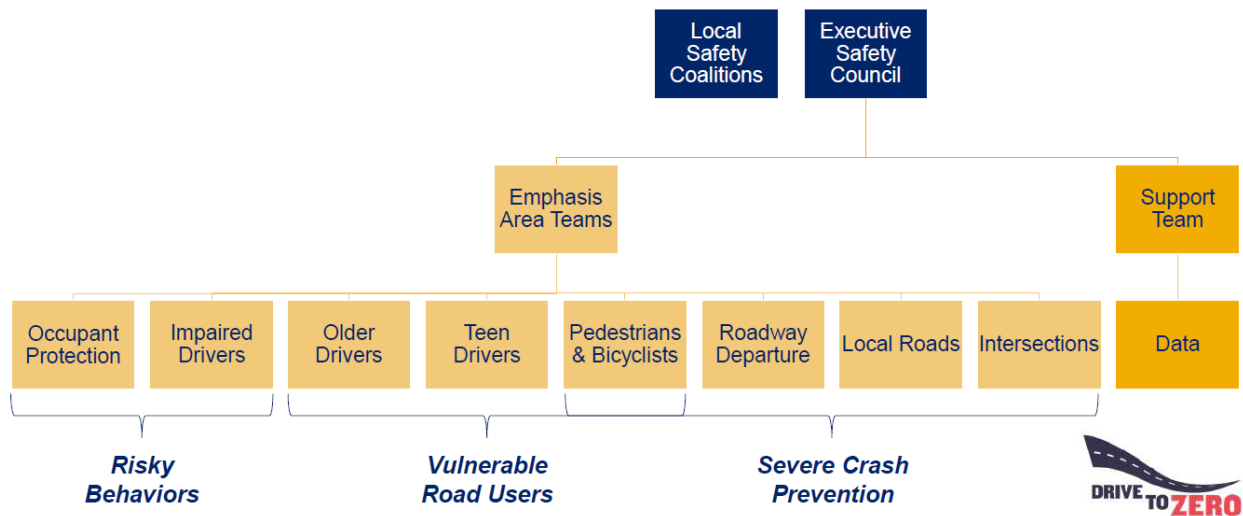 Local
Safety
Coalitions
Executive
Safety
Council
Emphasis
Area Teams
Support
Team
Occupant
Protection
Impaired
Drivers
Older
Drivers
Teen
Drivers
Pedestrians
& Bicyclists
Roadway
Departure
Local Roads
Intersections
Data
Risky
Behaviors
Vulnerable
Road Users
Severe Crash
Prevention
DRIVE
TO ZERO